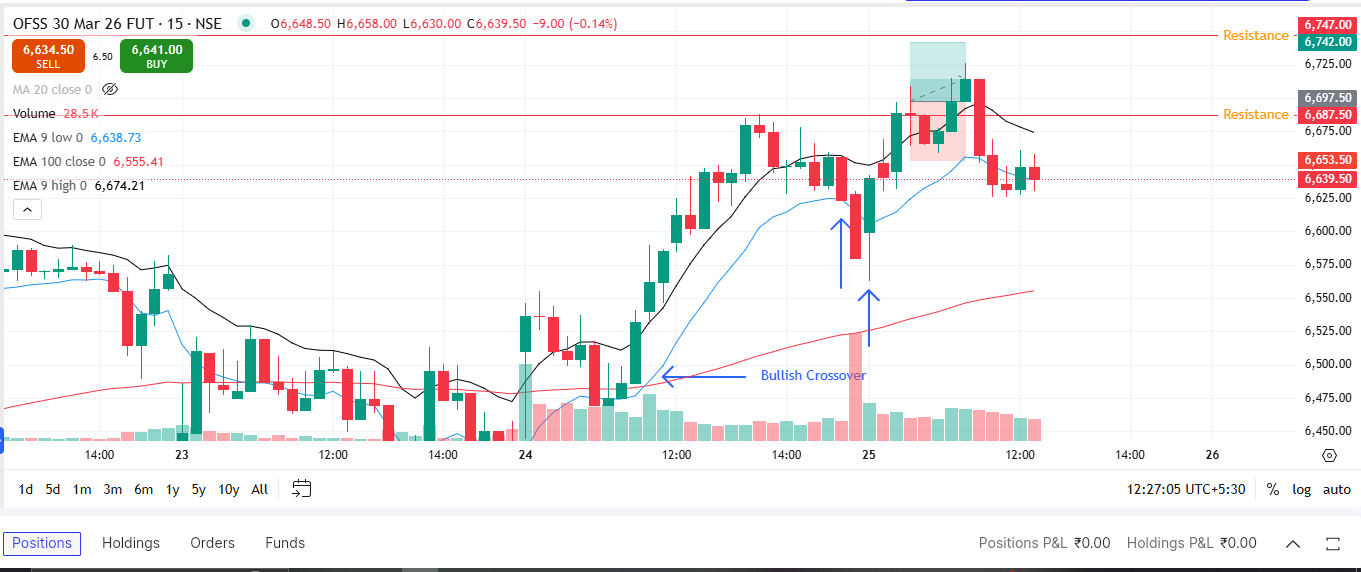 OFSS 30 Mar 26 FUT · 15 · NSE O6,648.50 H6,658.00 L6,630.00 C6,639.50 −9.00 (−0.14%)
6,634.50 SELL 6.50 6,641.00 BUY
MA 20 close 0
Volume 28.5K
EMA 9 low 0 6,638.73
EMA 100 close 0 6,555.41
EMA 9 high 0 6,674.21
Resistance
Resistance
Bullish Crossover
6,747.00
6,742.00
6,725.00
6,697.50
6,687.50
6,675.00
6,653.50
6,639.50
6,625.00
6,600.00
6,575.00
6,550.00
6,525.00
6,500.00
6,475.00
6,450.00
14:00 23 12:00 14:00 24 12:00 14:00 25 12:00 14:00 26
1d 5d 1m 3m 6m 1y 5y 10y All 12:27:05 UTC+5:30 % log auto
Positions Holdings Orders Funds Positions P&L ₹0.00 Holdings P&L ₹0.00